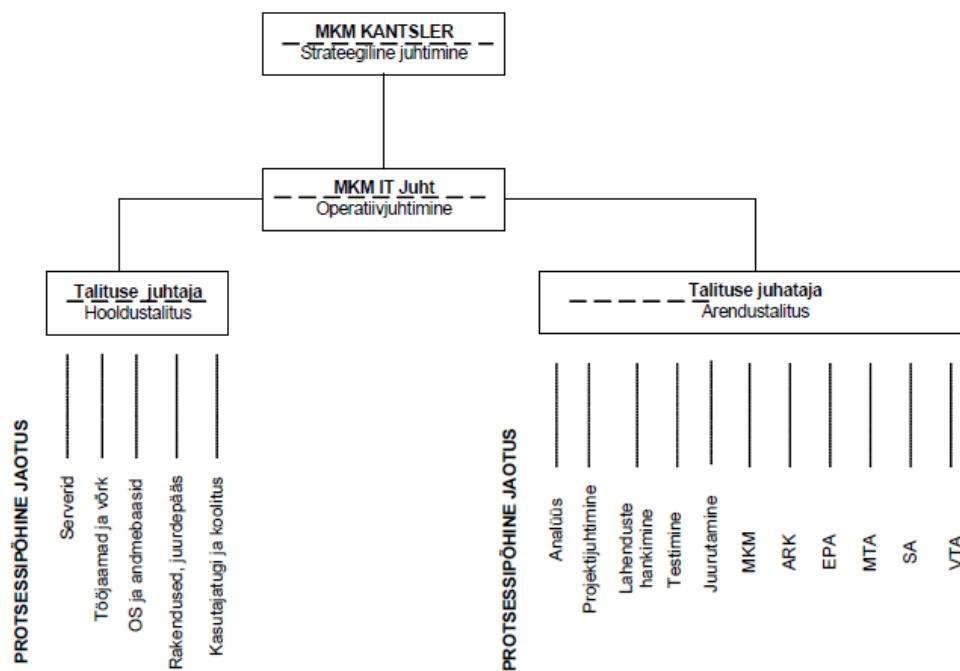 MKM KANTSLER
Strateegiline juhtimine
MKM IT Juht
Operatiivjuhtimine
Talituse juhtaja
Hooldustalitus
Talituse juhataja
Arendustalitus
PROTSESSIPÕHINE JAOTUS
Serverid
Tööjaamad ja võrk
OS ja andmebaasid
Rakendused, juurdepääs
Kasutajatugi ja koolitus
PROTSESSIPÕHINE JAOTUS
Analüüs
Projektijuhtimine
Lahenduste
hankimine
Testimine
Juurutamine
MKM
ARK
EPA
MTA
SA
VTA